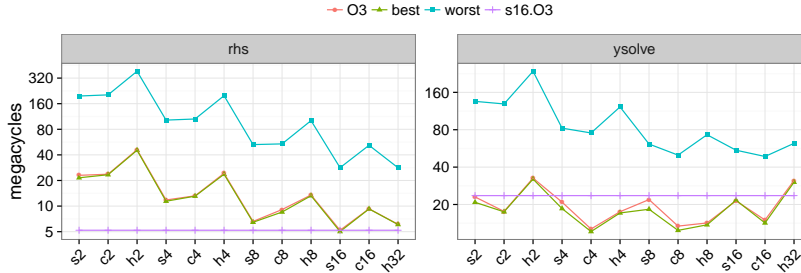 O3 best worst s16.O3
rhs ysolve
megacycles
320
160
80
40
20
10
5
160
80
40
20
s2 c2 h2 s4 c4 h4 s8 c8 h8 s16 c16 h32
s2 c2 h2 s4 c4 h4 s8 c8 h8 s16 c16 h32